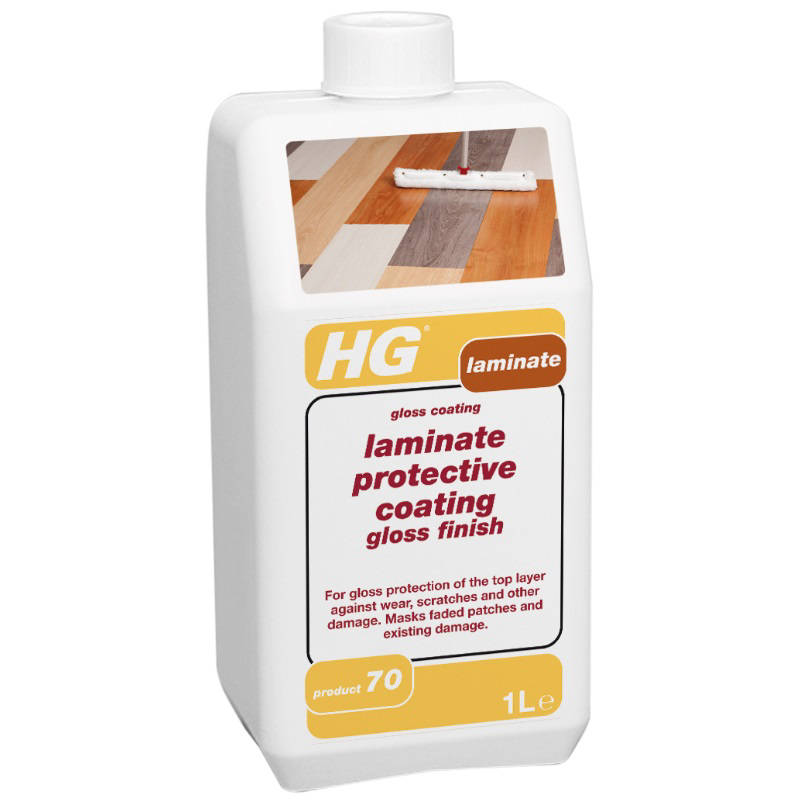 HG®
laminate
gloss coating
laminate
protective
coating
gloss finish
For gloss protection of the top layer
against wear, scratches and other
damage. Masks faded patches and
existing damage.
product 70
1L ℮